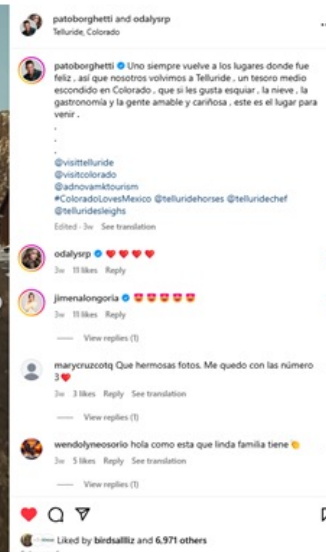 patoborghetti and odalysrp
Telluride, Colorado
patoborghetti Uno siempre vuelve a los lugares donde fue
feliz , así que nosotros volvimos a Telluride , un tesoro medio
escondido en Colorado , que si les gusta esquiar , la nieve , la
gastronomía y la gente amable y cariñosa , este es el lugar para
venir .
.
.
.
@visittelluride
@visitcolorado
@adnovamktourism
#ColoradoLovesMexico @telluridehorses @telluridechef
@telluridesleighs
Edited · 3w See translation
odalysrp ❤️❤️❤️❤️
3w 11 likes Reply
jimenalongoria 😍😍😍😍😍
3w 11 likes Reply
View replies (1)
marycruzcotq Que hermosas fotos. Me quedo con las número
3❤️
3w 3 likes Reply See translation
View replies (1)
wendolyneosorio hola como esta que linda familia tiene 👏
3w 5 likes Reply See translation
View replies (1)
Liked by birdsallliz and 6,971 others